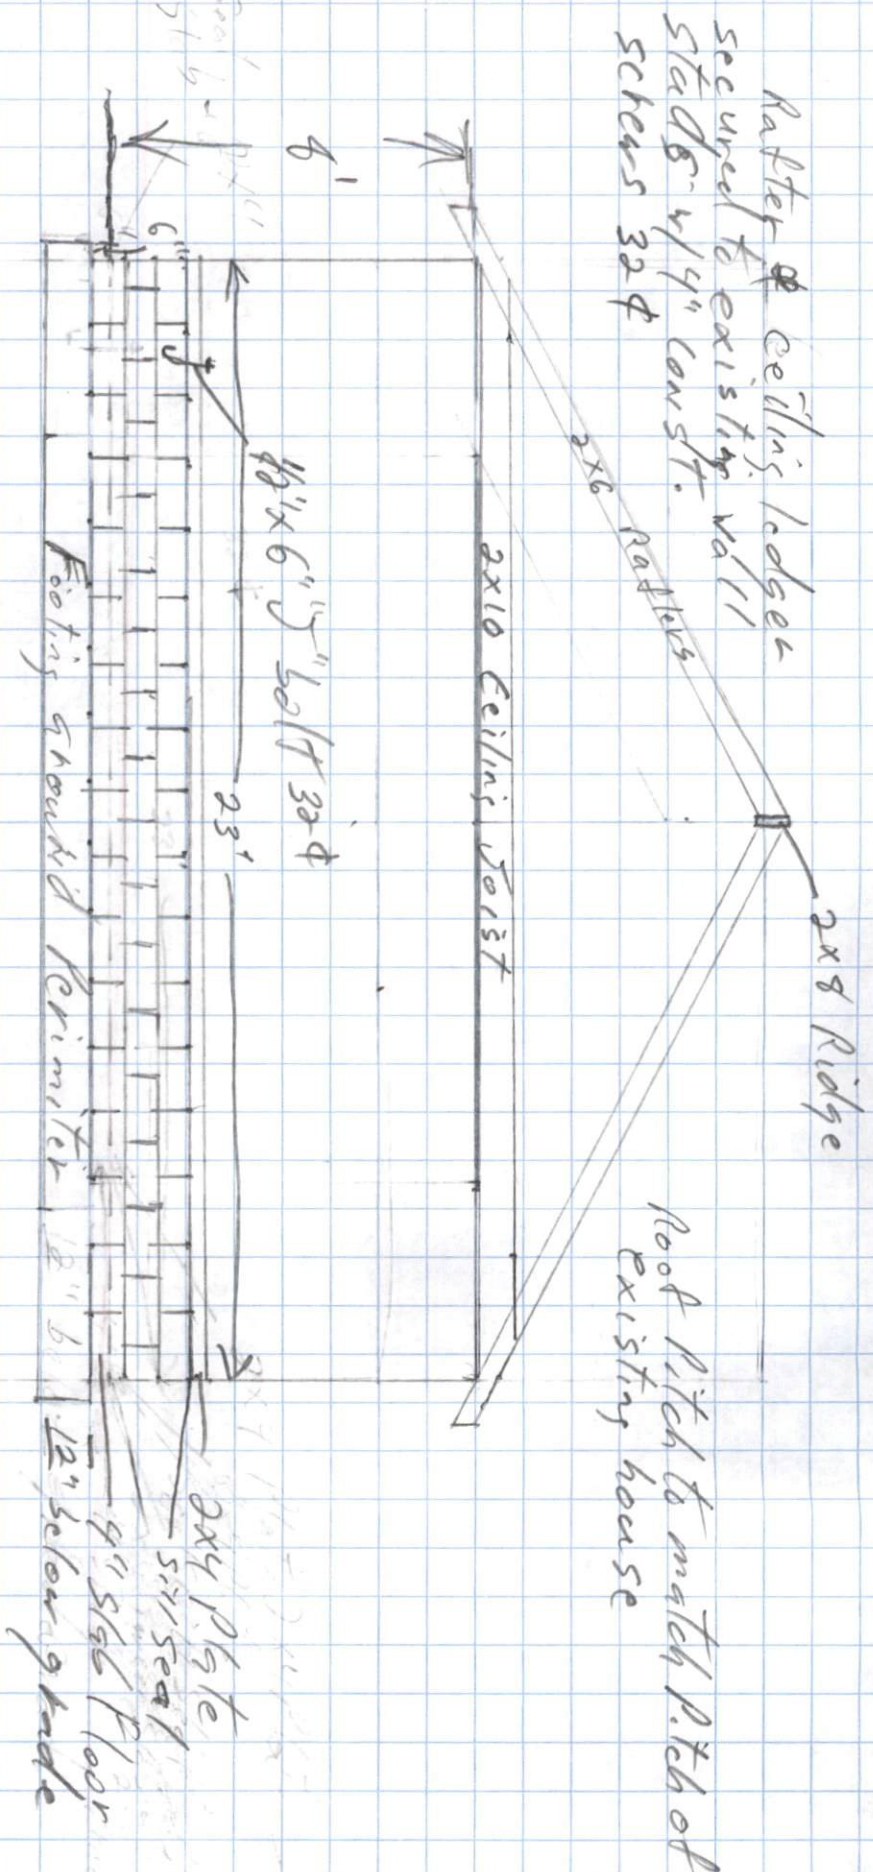 Rafter & Ceiling ledger
secured to existing wall
studs w/ 4" Const.
screws 32 ¢
2x8 Ridge
Roof Pitch to match Pitch of
existing house
2x6 Rafters
2x10 Ceiling Joist
8'
6"
1/2" x 6" "J" bolt 32 ¢
23'
2x4 Plate
sill seal
4" slab Floor
12" below grade
Footing around Perimiter